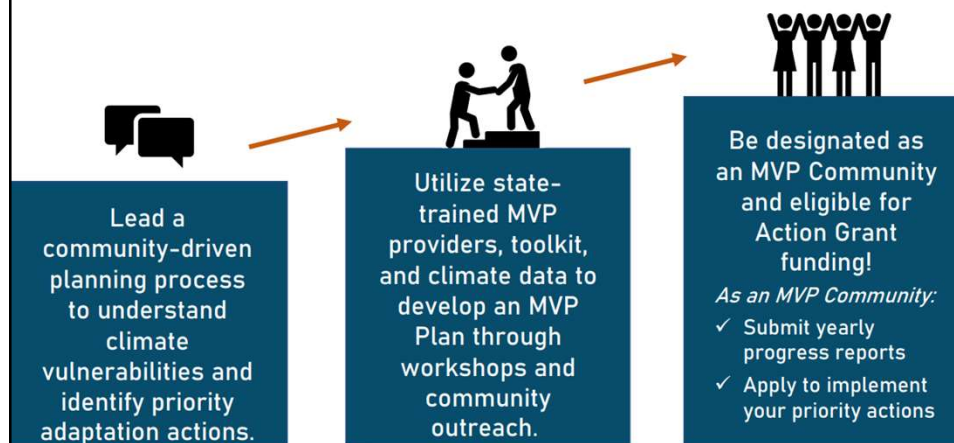 Lead a
community-driven
planning process
to understand
climate
vulnerabilities and
identify priority
adaptation actions.
Utilize state-
trained MVP
providers, toolkit,
and climate data to
develop an MVP
Plan through
workshops and
community
outreach.
Be designated as
an MVP Community
and eligible for
Action Grant
funding!
As an MVP Community:
✓ Submit yearly
progress reports
✓ Apply to implement
your priority actions